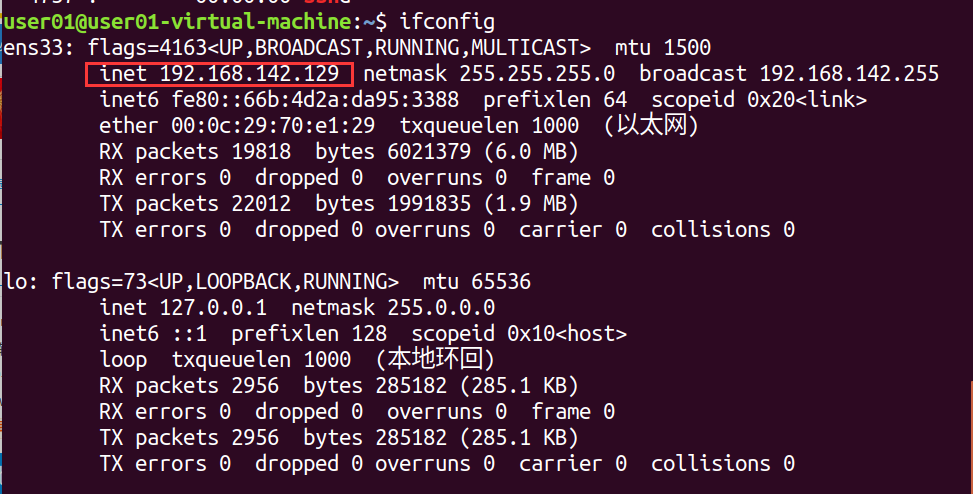 user01@user01-virtual-machine:~$ ifconfig
ens33: flags=4163<UP,BROADCAST,RUNNING,MULTICAST>  mtu 1500
        inet 192.168.142.129  netmask 255.255.255.0  broadcast 192.168.142.255
        inet6 fe80::66b:4d2a:da95:3388  prefixlen 64  scopeid 0x20<link>
        ether 00:0c:29:70:e1:29  txqueuelen 1000  (以太网)
        RX packets 19818  bytes 6021379 (6.0 MB)
        RX errors 0  dropped 0  overruns 0  frame 0
        TX packets 22012  bytes 1991835 (1.9 MB)
        TX errors 0  dropped 0 overruns 0  carrier 0  collisions 0

lo: flags=73<UP,LOOPBACK,RUNNING>  mtu 65536
        inet 127.0.0.1  netmask 255.0.0.0
        inet6 ::1  prefixlen 128  scopeid 0x10<host>
        loop  txqueuelen 1000  (本地环回)
        RX packets 2956  bytes 285182 (285.1 KB)
        RX errors 0  dropped 0  overruns 0  frame 0
        TX packets 2956  bytes 285182 (285.1 KB)
        TX errors 0  dropped 0 overruns 0  carrier 0  collisions 0